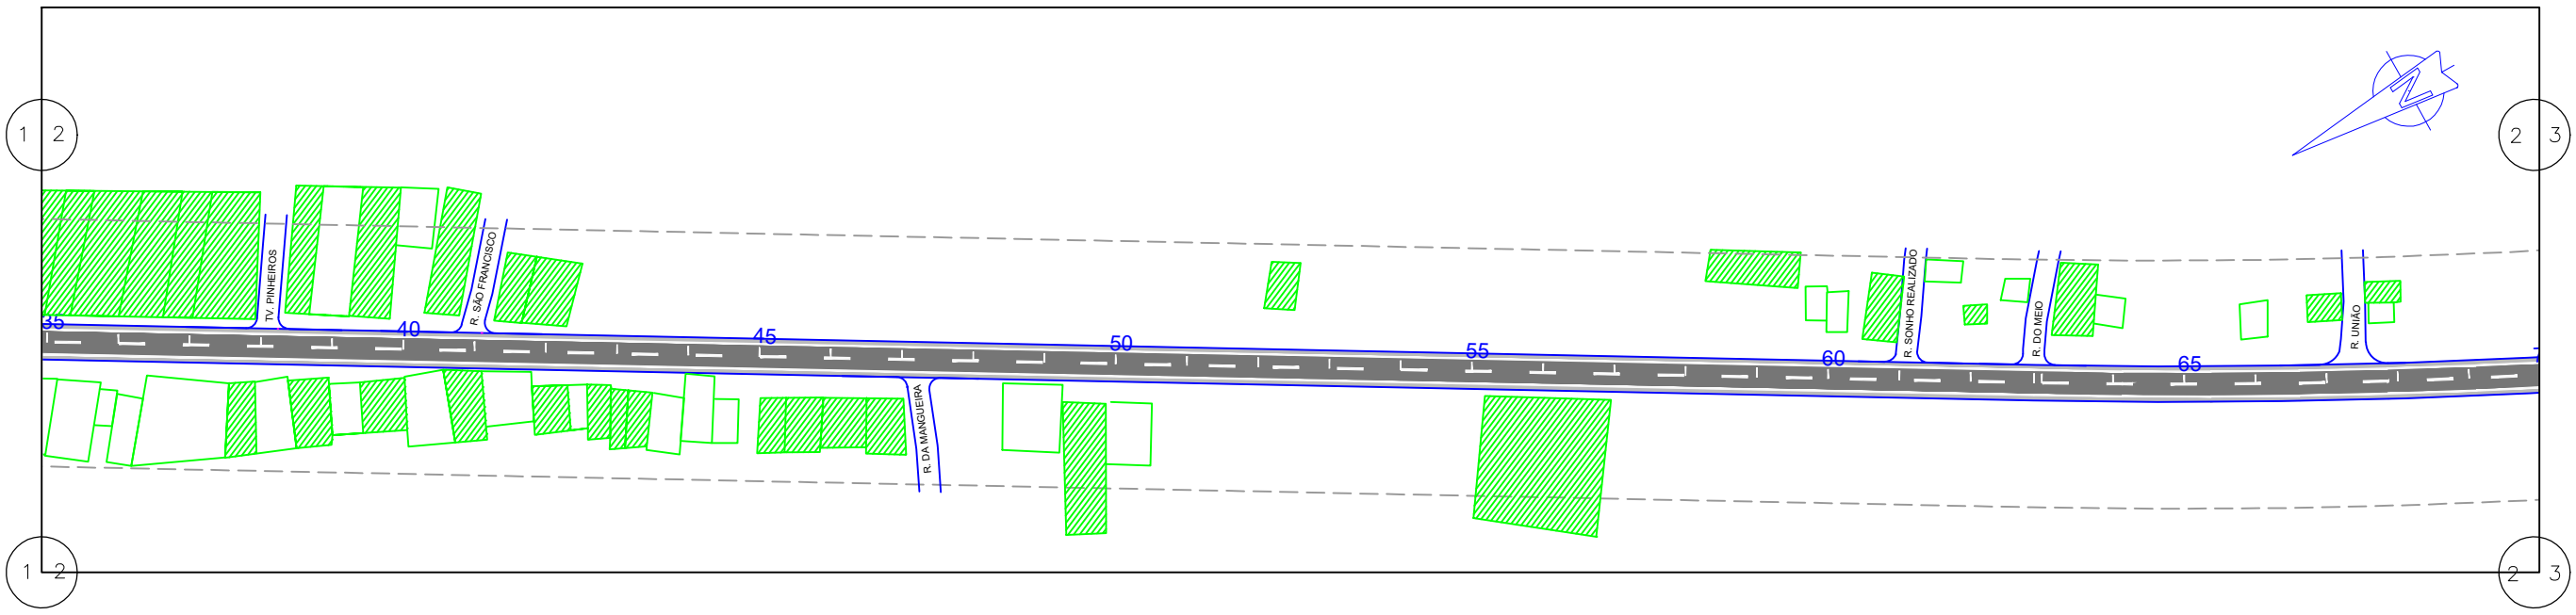 1 2
2 3
N
TV. PINHEIROS
R. SÃO FRANCISCO
R. SONHO REALIZADO
R. DO MEIO
R. UNIÃO
35
40
45
50
55
60
65
R. DA MANGUEIRA
1 2
2 3